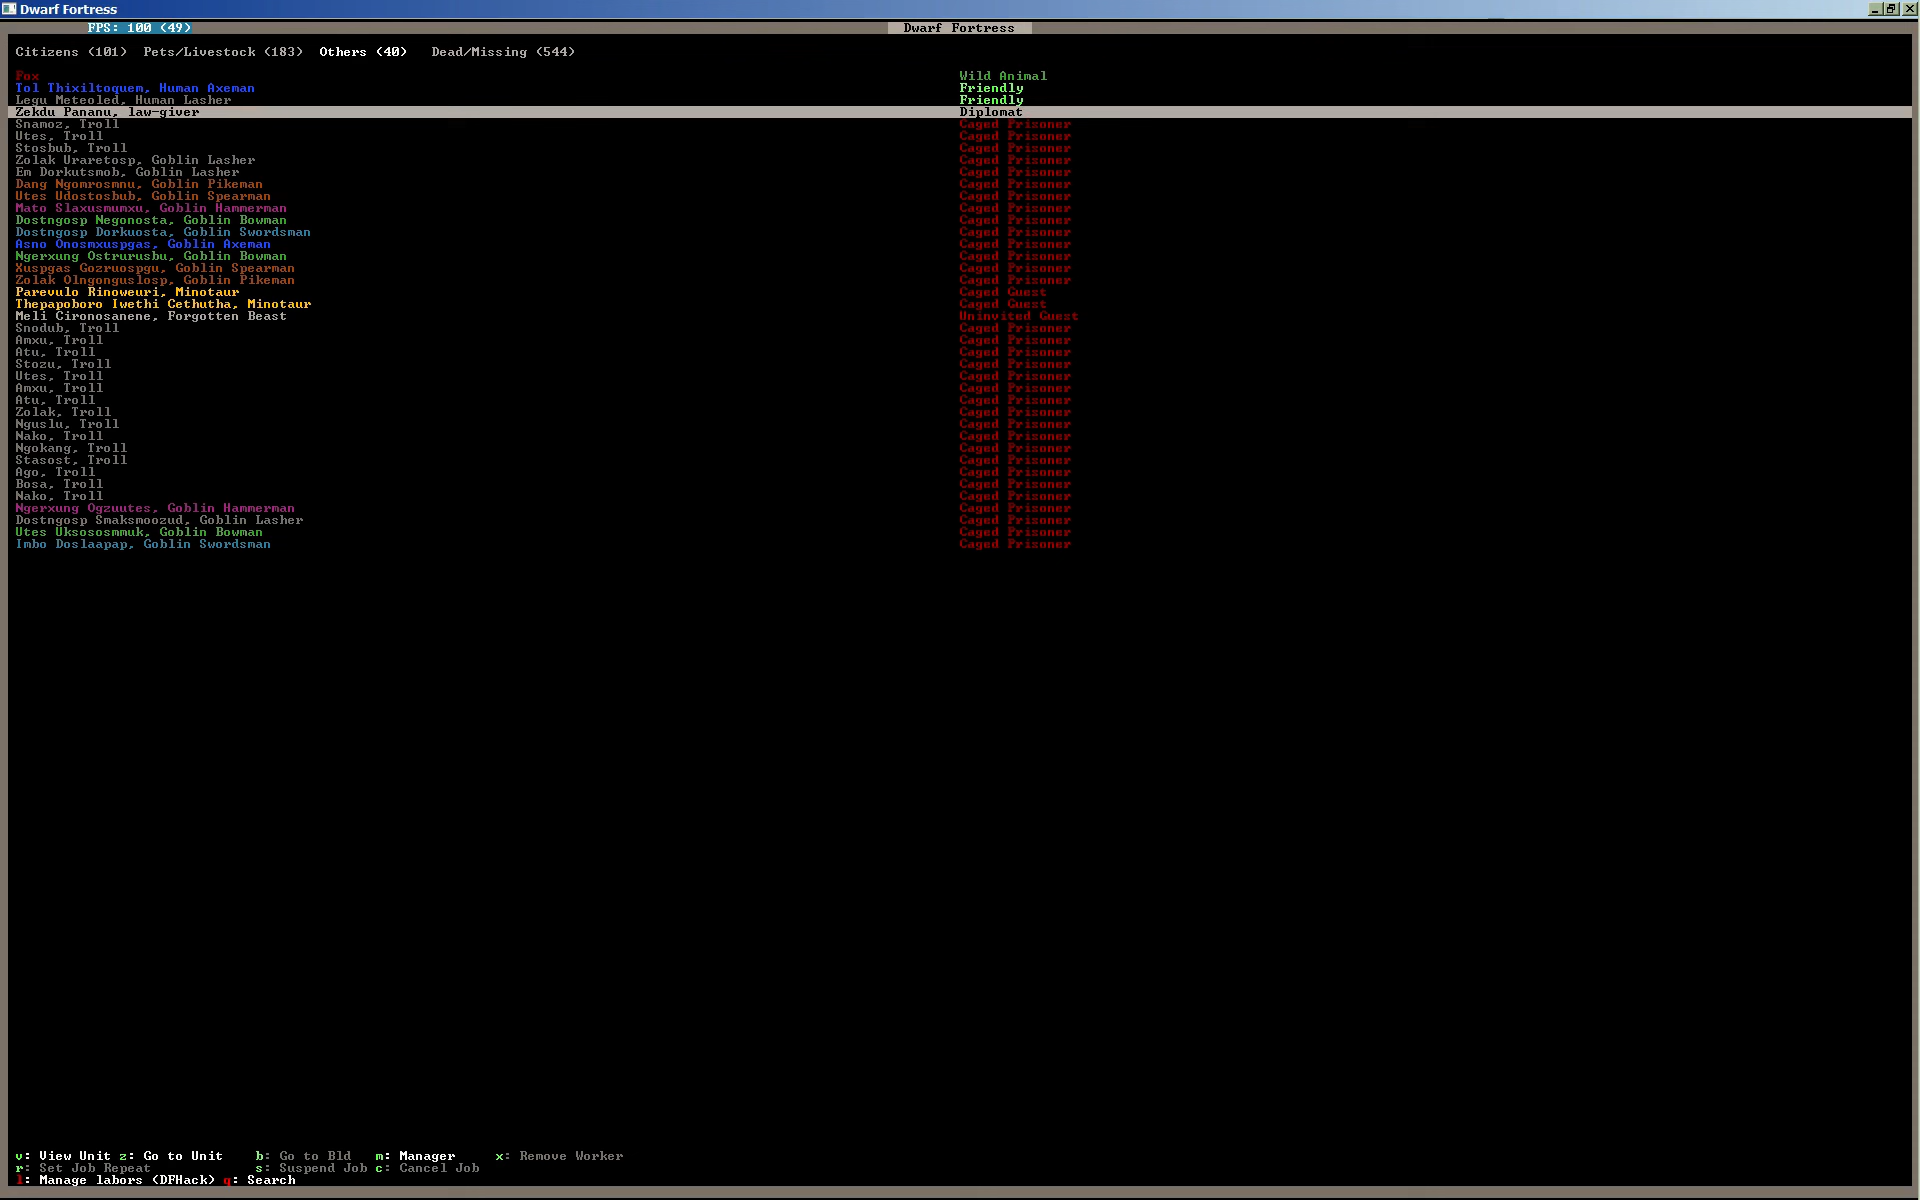 Dwarf Fortress
FPS: 100 (49) Dwarf Fortress
Citizens (101) Pets/Livestock (183) Others (40) Dead/Missing (544)
Fox Wild Animal
Tol Thixiltoquem, Human Axeman Friendly
Legu Meteoled, Human Lasher Friendly
Zekdu Pananu, law-giver Diplomat
Snamoz, Troll Caged Prisoner
Utes, Troll Caged Prisoner
Stosbub, Troll Caged Prisoner
Zolak Uraretosp, Goblin Lasher Caged Prisoner
Em Dorkutsmob, Goblin Lasher Caged Prisoner
Dang Ngomrosmnu, Goblin Pikeman Caged Prisoner
Utes Udostosbub, Goblin Spearman Caged Prisoner
Mato Slaxusmumxu, Goblin Hammerman Caged Prisoner
Dostngosp Negonosta, Goblin Bowman Caged Prisoner
Dostngosp Dorkuosta, Goblin Swordsman Caged Prisoner
Asno Onosmxuspgas, Goblin Axeman Caged Prisoner
Ngerxung Ostrurusbu, Goblin Bowman Caged Prisoner
Xuspgas Gozruospgu, Goblin Spearman Caged Prisoner
Zolak Olngonguslosp, Goblin Pikeman Caged Prisoner
Parevulo Rinoweuri, Minotaur Caged Guest
Thepapoboro Iwethi Cethutha, Minotaur Caged Guest
Meli Cironosanene, Forgotten Beast Uninvited Guest
Snodub, Troll Caged Prisoner
Amxu, Troll Caged Prisoner
Atu, Troll Caged Prisoner
Stozu, Troll Caged Prisoner
Utes, Troll Caged Prisoner
Amxu, Troll Caged Prisoner
Atu, Troll Caged Prisoner
Zolak, Troll Caged Prisoner
Nguslu, Troll Caged Prisoner
Nako, Troll Caged Prisoner
Ngokang, Troll Caged Prisoner
Stasost, Troll Caged Prisoner
Ago, Troll Caged Prisoner
Bosa, Troll Caged Prisoner
Nako, Troll Caged Prisoner
Ngerxung Ogzuutes, Goblin Hammerman Caged Prisoner
Dostngosp Smaksmoozud, Goblin Lasher Caged Prisoner
Utes Uksososmmuk, Goblin Bowman Caged Prisoner
Imbo Doslaapap, Goblin Swordsman Caged Prisoner
v: View Unit z: Go to Unit b: Go to Bld m: Manager x: Remove Worker
r: Set Job Repeat s: Suspend Job c: Cancel Job
l: Manage labors (DFHack) q: Search